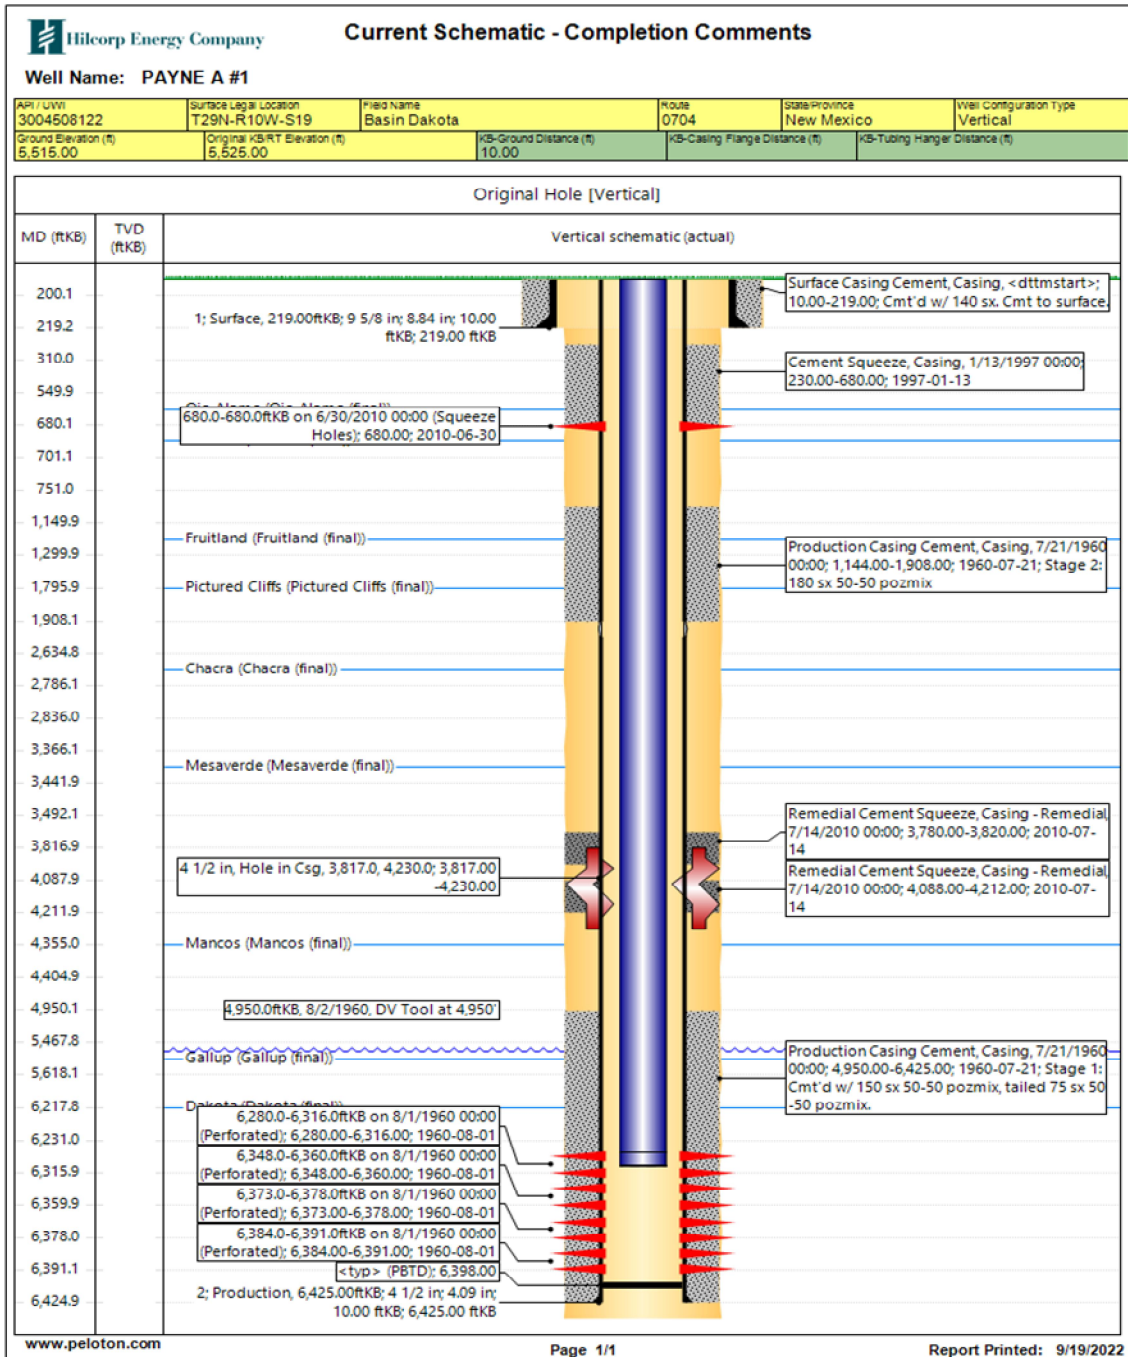 Hilcorp Energy Company
Current Schematic - Completion Comments
Well Name: PAYNE A #1
API / UWI
3004508122
Surface Legal Location
T29N-R10W-S19
Field Name
Basin Dakota
Route
0704
State/Province
New Mexico
Well Configuration Type
Vertical
Ground Elevation (ft)
5,515.00
Original KB/RT Elevation (ft)
5,525.00
KB-Ground Distance (ft)
10.00
KB-Casing Flange Distance (ft)
KB-Tubing Hanger Distance (ft)
Original Hole [Vertical]
MD (ftKB)
TVD
(ftKB)
Vertical schematic (actual)
200.1
219.2
310.0
549.9
680.1
701.1
751.0
1,149.9
1,299.9
1,795.9
1,908.1
2,634.8
2,786.1
2,836.0
3,366.1
3,441.9
3,492.1
3,816.9
4,087.9
4,211.9
4,355.0
4,404.9
4,950.1
5,467.8
5,618.1
6,217.8
6,231.0
6,315.9
6,359.9
6,378.0
6,391.1
6,424.9
Surface Casing Cement, Casing, <dttmstart>;
10.00-219.00; Cmt'd w/ 140 sx. Cmt to surface.
1; Surface, 219.00ftKB; 9 5/8 in; 8.84 in; 10.00
ftKB; 219.00 ftKB
Cement Squeeze, Casing, 1/13/1997 00:00;
230.00-680.00; 1997-01-13
680.0-680.0ftKB on 6/30/2010 00:00 (Squeeze
Holes); 680.00; 2010-06-30
Fruitland (Fruitland (final))
Production Casing Cement, Casing, 7/21/1960
00:00; 1,144.00-1,908.00; 1960-07-21; Stage 2:
180 sx 50-50 pozmix
Pictured Cliffs (Pictured Cliffs (final))
Chacra (Chacra (final))
Mesaverde (Mesaverde (final))
Remedial Cement Squeeze, Casing - Remedial,
7/14/2010 00:00; 3,780.00-3,820.00; 2010-07-
14
4 1/2 in, Hole in Csg, 3,817.0, 4,230.0; 3,817.00
-4,230.00
Remedial Cement Squeeze, Casing - Remedial,
7/14/2010 00:00; 4,088.00-4,212.00; 2010-07-
14
Mancos (Mancos (final))
4,950.0ftKB, 8/2/1960, DV Tool at 4,950'
Gallup (Gallup (final))
Production Casing Cement, Casing, 7/21/1960
00:00; 4,950.00-6,425.00; 1960-07-21; Stage 1:
Cmt'd w/ 150 sx 50-50 pozmix, tailed 75 sx 50
-50 pozmix.
Dakota (Dakota (final))
6,280.0-6,316.0ftKB on 8/1/1960 00:00
(Perforated); 6,280.00-6,316.00; 1960-08-01
6,348.0-6,360.0ftKB on 8/1/1960 00:00
(Perforated); 6,348.00-6,360.00; 1960-08-01
6,373.0-6,378.0ftKB on 8/1/1960 00:00
(Perforated); 6,373.00-6,378.00; 1960-08-01
6,384.0-6,391.0ftKB on 8/1/1960 00:00
(Perforated); 6,384.00-6,391.00; 1960-08-01
<typ> (PBTD); 6,398.00
2; Production, 6,425.00ftKB; 4 1/2 in; 4.09 in;
10.00 ftKB; 6,425.00 ftKB
www.peloton.com
Page 1/1
Report Printed: 9/19/2022